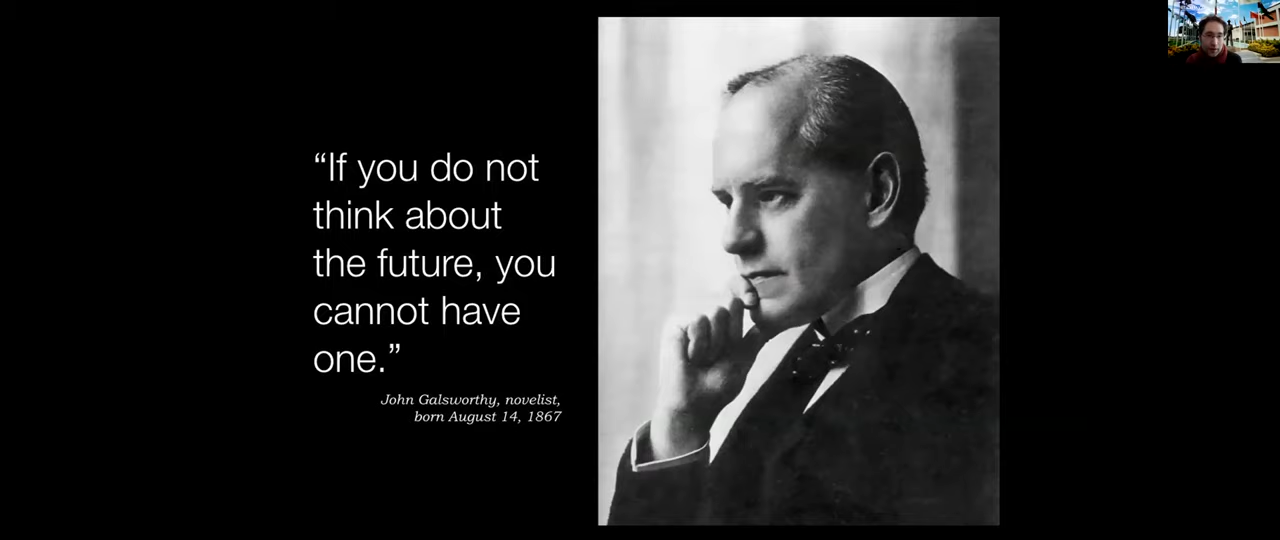 “If you do not
think about
the future, you
cannot have
one.”
John Galsworthy, novelist,
born August 14, 1867